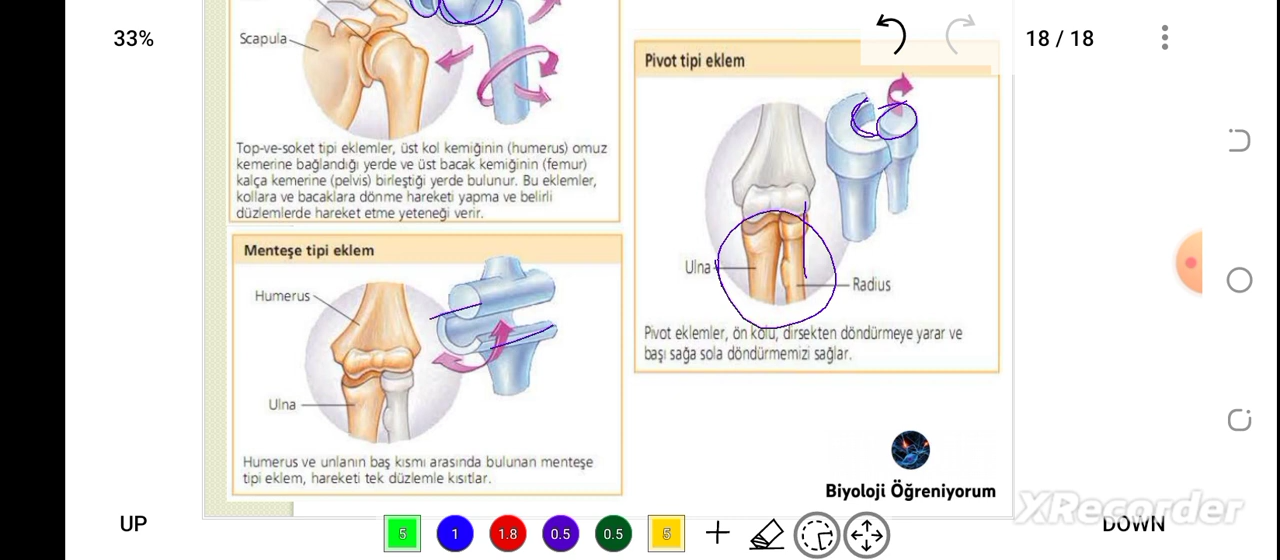 33%
18 / 18
Scapula
Top-ve-soket tipi eklemler, üst kol kemiğinin (humerus) omuz
kemerine bağlandığı yerde ve üst bacak kemiğinin (femur)
kalça kemerine (pelvis) birleştiği yerde bulunur. Bu eklemler,
kollara ve bacaklara dönme hareketi yapma ve belirli
düzlemlerde hareket etme yeteneği verir.
Menteşe tipi eklem
Humerus
Ulna
Humerus ve unlanın baş kısmı arasında bulunan menteşe
tipi eklem, hareketi tek düzlemle kısıtlar.
Pivot tipi eklem
Ulna
Radius
Pivot eklemler, ön kolu, dirsekten döndürmeye yarar ve
başı sağa sola döndürmemizi sağlar.
Biyoloji Öğreniyorum
XRecorder
UP
5
1
1.8
0.5
0.5
5
DOWN